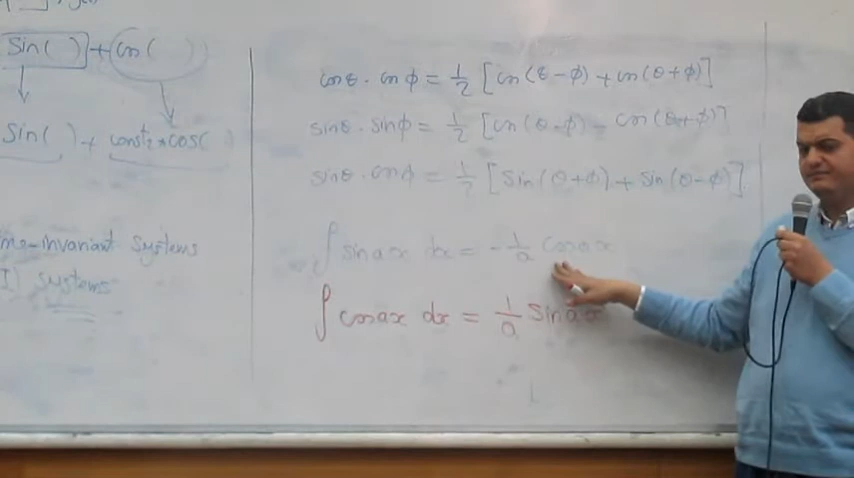 Sin( ) + cos( )
Sin( ) + const2 * cos( )
me-invariant systems
I) systems
cosθ · cosφ = 1/2 [cos(θ-φ) + cos(θ+φ)]
sinθ · sinφ = 1/2 [cos(θ-φ) - cos(θ+φ)]
sinθ · cosφ = 1/2 [sin(θ+φ) + sin(θ-φ)]
∫ sin ax dx = - 1/a cos ax
∫ cos ax dx = 1/a sin ax